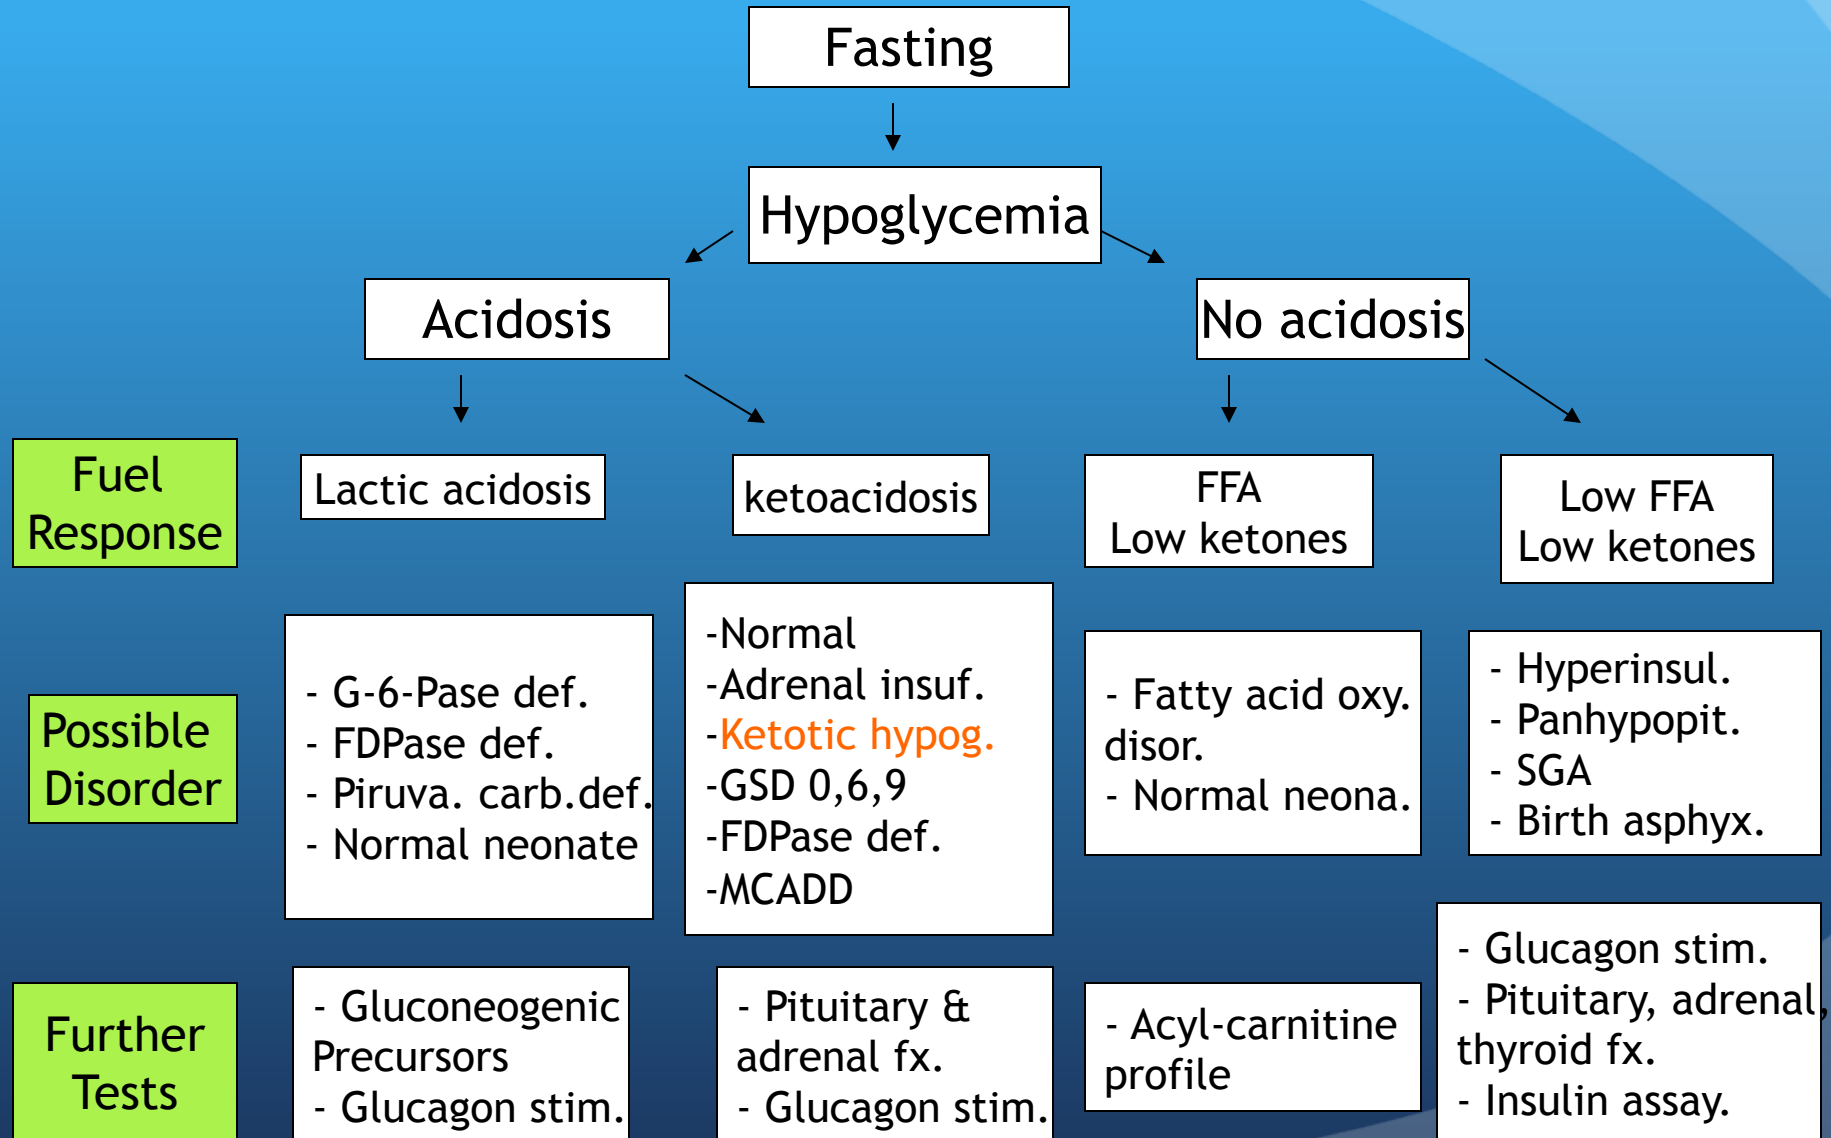 Fasting
Hypoglycemia
Acidosis
No acidosis
Fuel
Response
Lactic acidosis
ketoacidosis
FFA
Low ketones
Low FFA
Low ketones
Possible
Disorder
- G-6-Pase def.
- FDPase def.
- Piruva. carb.def.
- Normal neonate
-Normal
-Adrenal insuf.
-Ketotic hypog.
-GSD 0,6,9
-FDPase def.
-MCADD
- Fatty acid oxy.
disor.
- Normal neona.
- Hyperinsul.
- Panhypopit.
- SGA
- Birth asphyx.
Further
Tests
- Gluconeogenic
Precursors
- Glucagon stim.
- Pituitary &
adrenal fx.
- Glucagon stim.
- Acyl-carnitine
profile
- Glucagon stim.
- Pituitary, adrenal,
thyroid fx.
- Insulin assay.